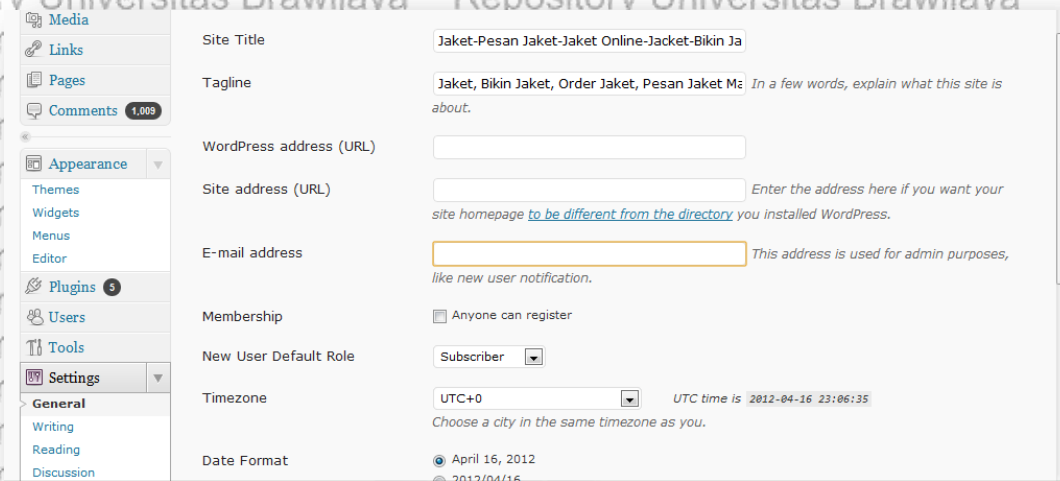 Repository Universitas Brawijaya
Media
Links
Pages
Comments 1,009
Appearance
Themes
Widgets
Menus
Editor
Plugins 5
Users
Tools
Settings
General
Writing
Reading
Discussion
Site Title Jaket-Pesan Jaket-Jaket Online-Jacket-Bikin Ja
Tagline Jaket, Bikin Jaket, Order Jaket, Pesan Jaket Ma In a few words, explain what this site is
about.
WordPress address (URL)
Site address (URL) Enter the address here if you want your
site homepage to be different from the directory you installed WordPress.
E-mail address This address is used for admin purposes,
like new user notification.
Membership Anyone can register
New User Default Role Subscriber
Timezone UTC+0 UTC time is 2012-04-16 23:06:35
Choose a city in the same timezone as you.
Date Format April 16, 2012
2012/04/16